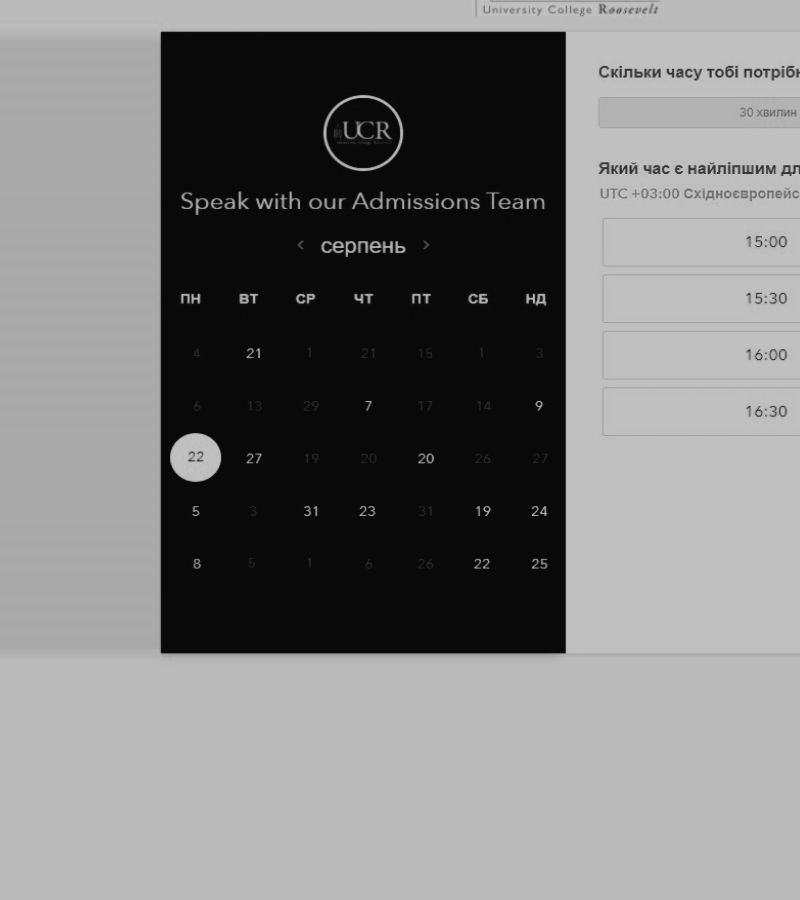 University College Roosevelt
UCR
Speak with our Admissions Team
серпень
ПН ВТ СР ЧТ ПТ СБ НД
4 21 1 21 15 1 3
6 13 29 7 17 14 9
22 27 19 20 20 26 27
5 3 31 23 31 19 24
8 5 1 6 26 22 25
Скільки часу тобі потрібн
30 хвилин
Який час є найліпшим дл
UTC +03:00 Східноєвропейс
15:00
15:30
16:00
16:30